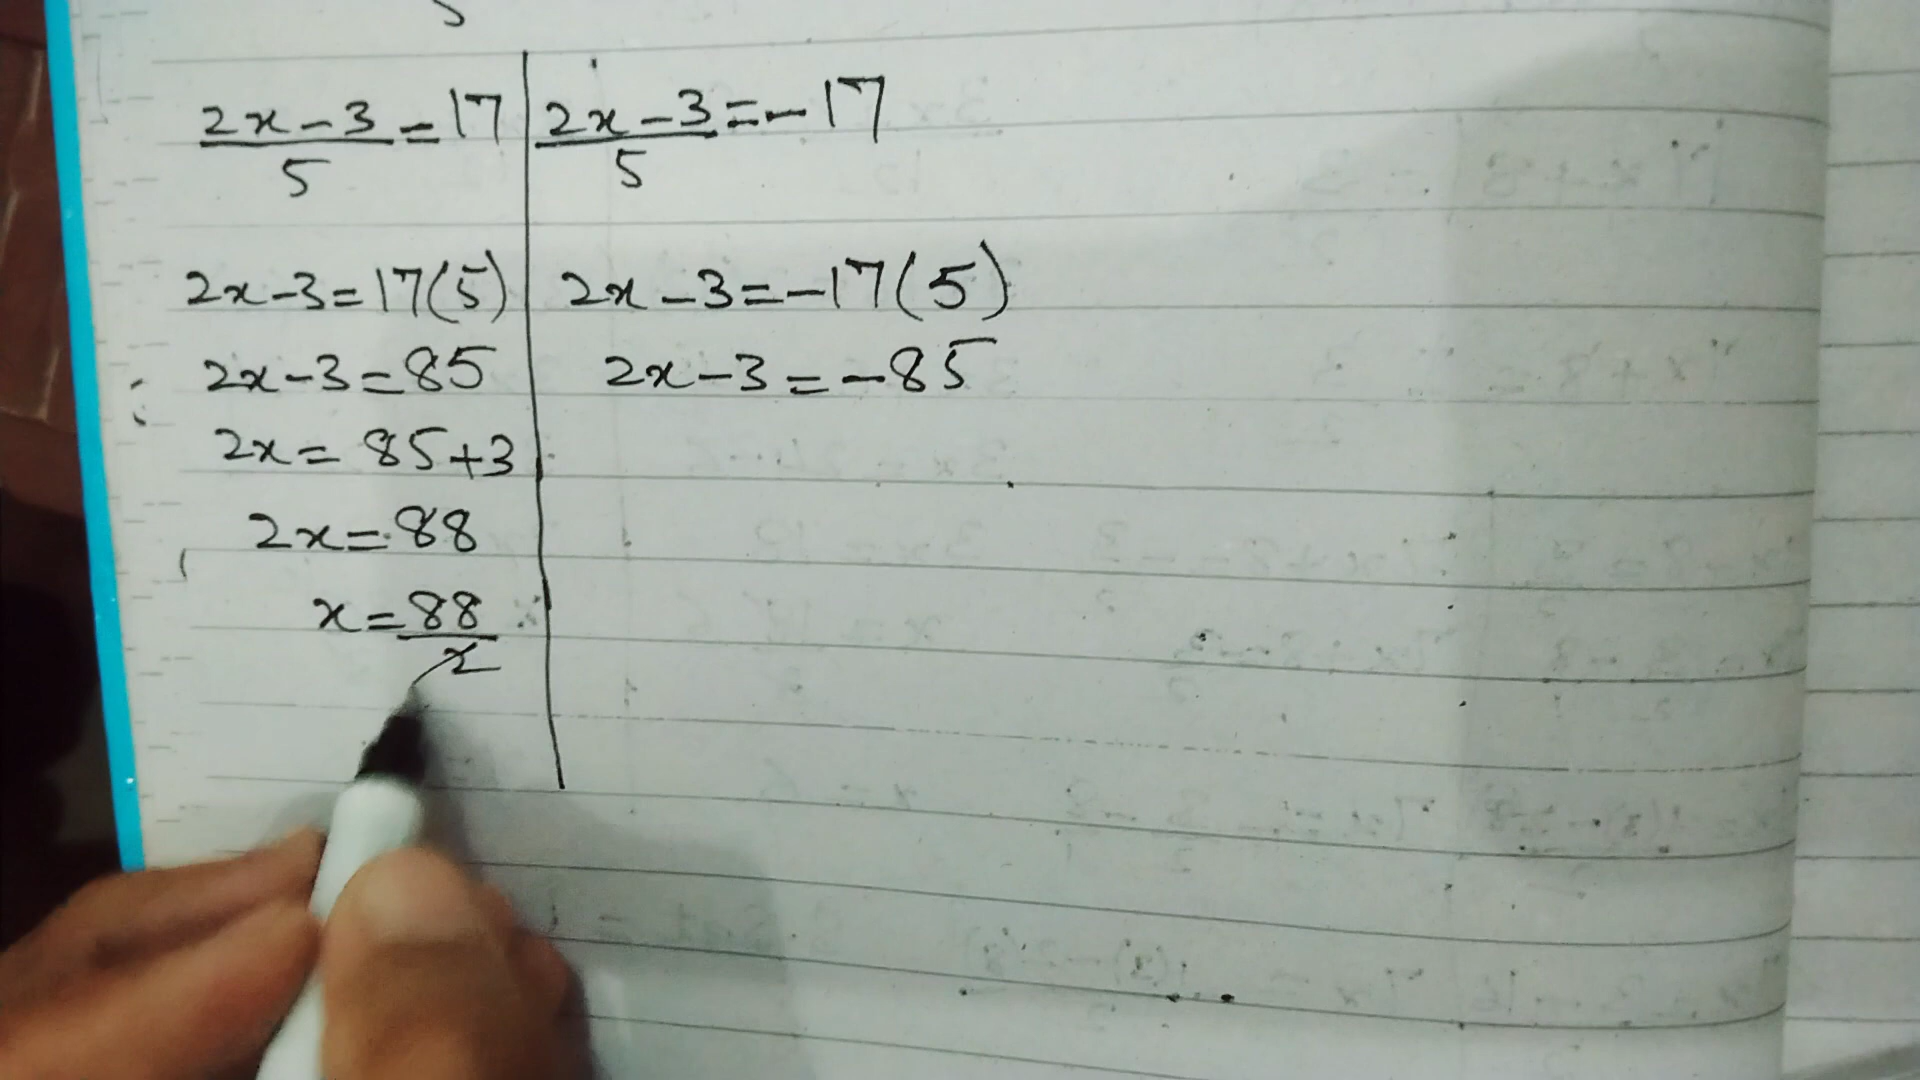 5
2x-3/5 = 17
2x-3 = 17(5)
2x-3 = 85
2x = 85+3
2x = 88
x = 88/2
2x-3/5 = -17
2x-3 = -17(5)
2x-3 = -85